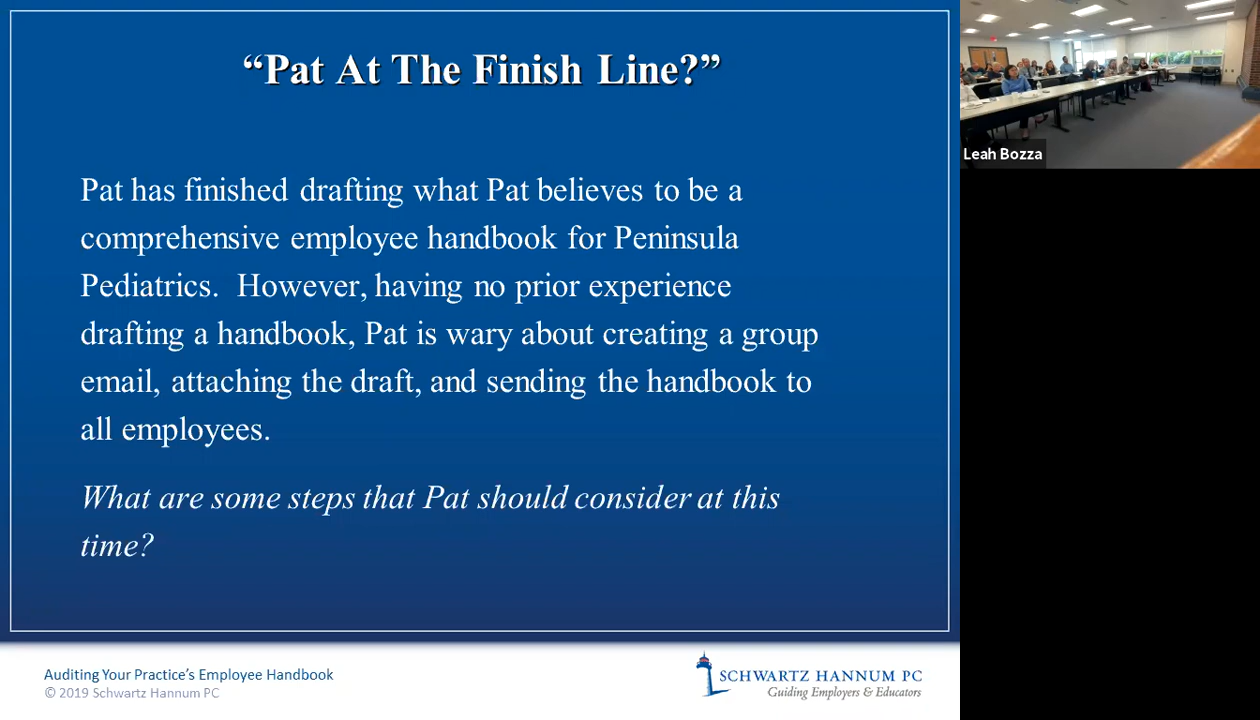 “Pat At The Finish Line?”
Pat has finished drafting what Pat believes to be a
comprehensive employee handbook for Peninsula
Pediatrics.  However, having no prior experience
drafting a handbook, Pat is wary about creating a group
email, attaching the draft, and sending the handbook to
all employees.
What are some steps that Pat should consider at this
time?
Auditing Your Practice’s Employee Handbook
© 2019 Schwartz Hannum PC
SCHWARTZ HANNUM PC
Guiding Employers & Educators
Leah Bozza